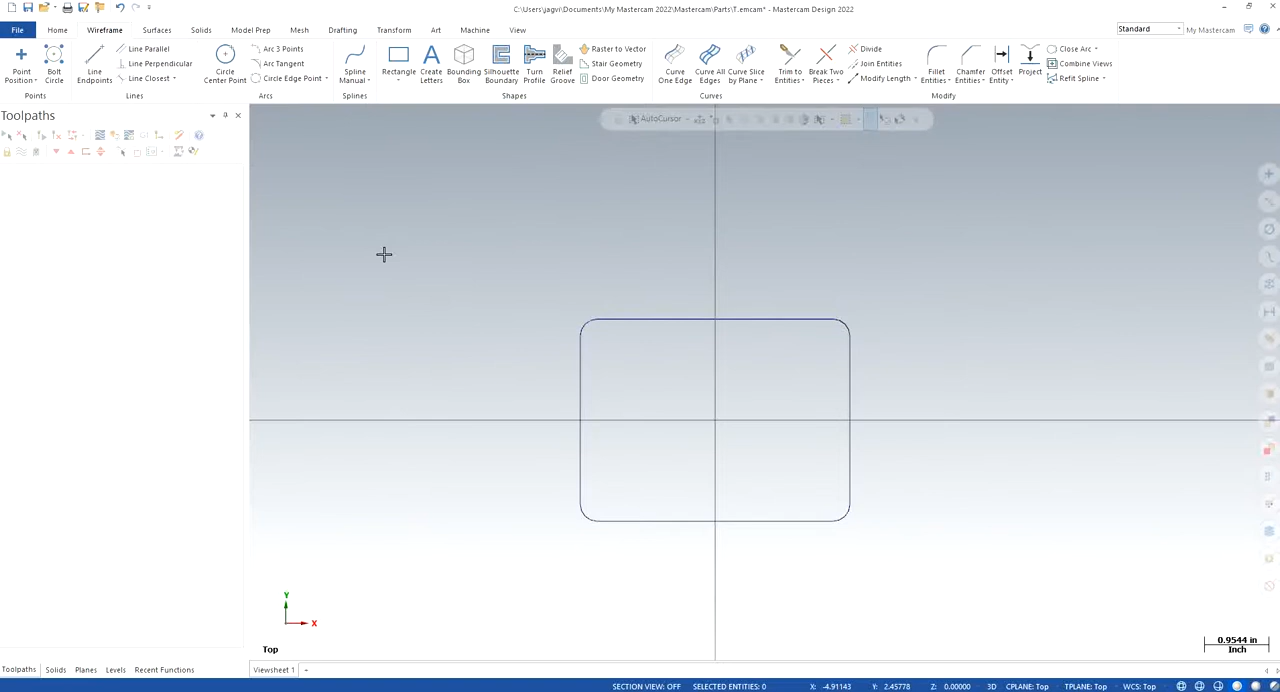 C:\Users\jagvi\Documents\My Mastercam 2022\Mastercam\Parts\T.emcam* - Mastercam Design 2022
File Home Wireframe Surfaces Solids Model Prep Mesh Drafting Transform Art Machine View Standard My Mastercam
Point Position Bolt Circle
Points
Line Endpoints Line Parallel
Line Perpendicular
Line Closest
Lines
Circle Center Point Arc 3 Points
Arc Tangent
Circle Edge Point
Arcs
Spline Manual
Splines
Rectangle Create Letters Bounding Box Silhouette Boundary Turn Profile Relief Groove Raster to Vector
Stair Geometry
Door Geometry
Shapes
Curve One Edge Curve All Edges Curve Slice by Plane
Curves
Trim to Entities Break Two Pieces Divide
Join Entities
Modify Length
Fillet Entities Chamfer Entities Offset Entity Project Close Arc
Combine Views
Refit Spline
Modify
Toolpaths
AutoCursor
Y
X
Top
0.9544 in
Inch
Toolpaths Solids Planes Levels Recent Functions Viewsheet 1 +
SECTION VIEW: OFF SELECTED ENTITIES: 0 X: -4.91143 Y: 2.45778 Z: 0.00000 3D CPLANE: Top TPLANE: Top WCS: Top